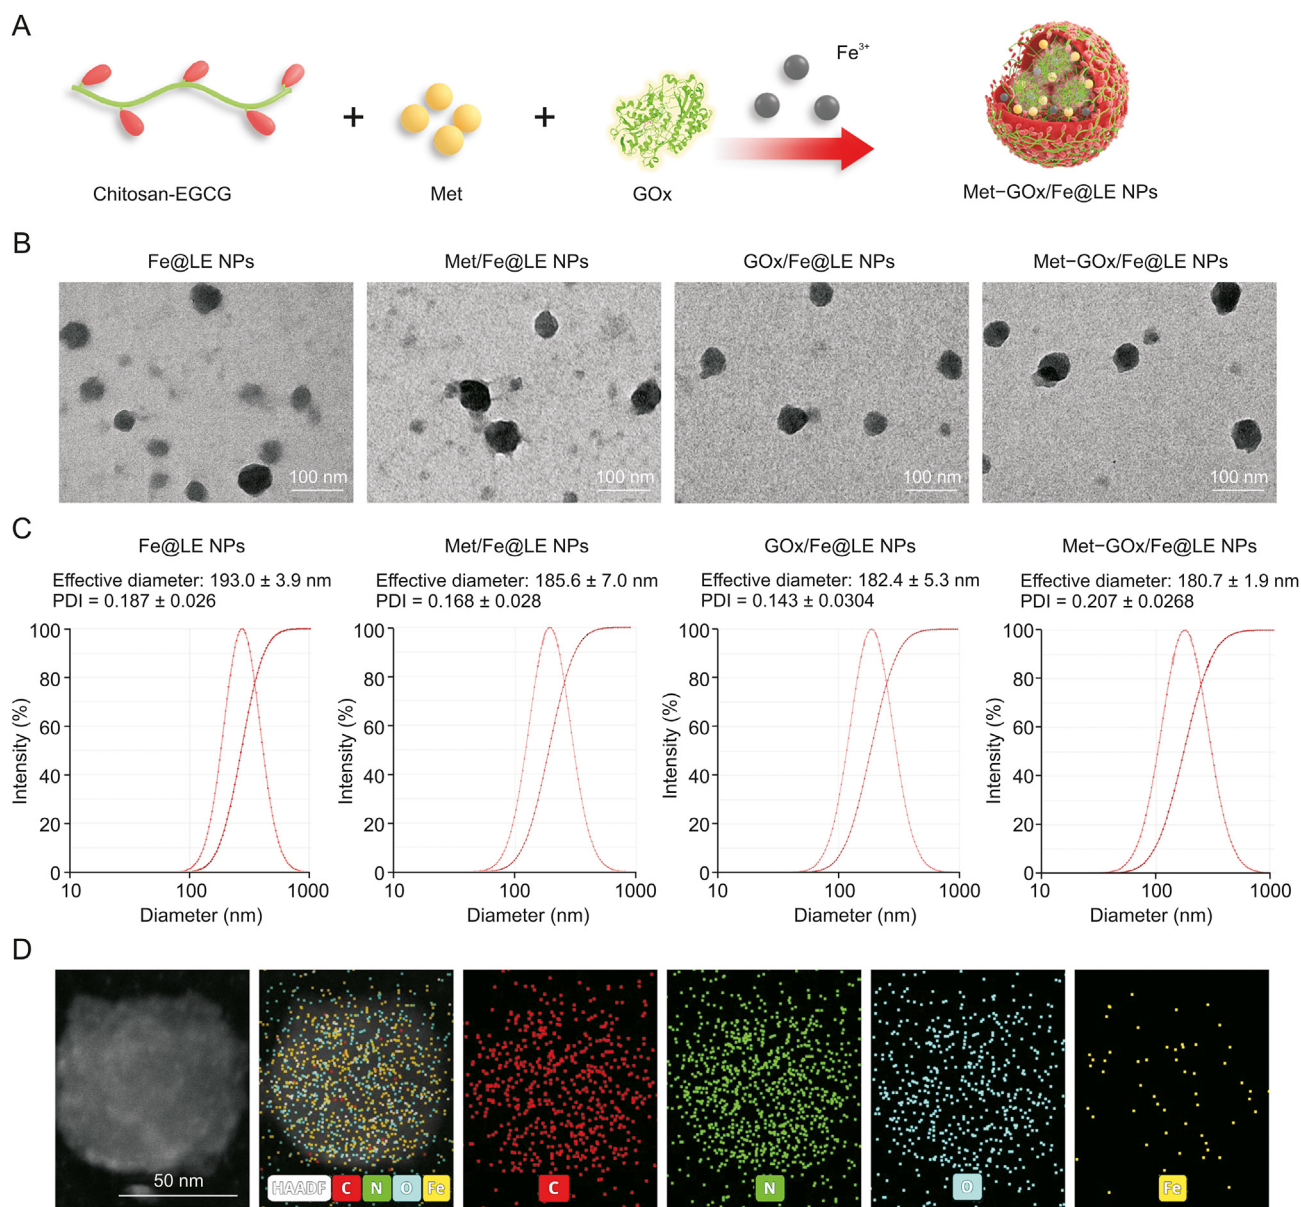 A
Fe³⁺
Chitosan-EGCG
+
Met
+
GOx
Met−GOx/Fe@LE NPs
B
Fe@LE NPs
Met/Fe@LE NPs
GOx/Fe@LE NPs
Met−GOx/Fe@LE NPs
100 nm
100 nm
100 nm
100 nm
C
Fe@LE NPs
Effective diameter: 193.0 ± 3.9 nm
PDI = 0.187 ± 0.026
Intensity (%)
100
80
60
40
20
0
10
100
1000
Diameter (nm)
Met/Fe@LE NPs
Effective diameter: 185.6 ± 7.0 nm
PDI = 0.168 ± 0.028
Intensity (%)
100
80
60
40
20
0
10
100
1000
Diameter (nm)
GOx/Fe@LE NPs
Effective diameter: 182.4 ± 5.3 nm
PDI = 0.143 ± 0.0304
Intensity (%)
100
80
60
40
20
0
10
100
1000
Diameter (nm)
Met−GOx/Fe@LE NPs
Effective diameter: 180.7 ± 1.9 nm
PDI = 0.207 ± 0.0268
Intensity (%)
100
80
60
40
20
0
10
100
1000
Diameter (nm)
D
50 nm
HAADF C N O Fe
C
N
O
Fe